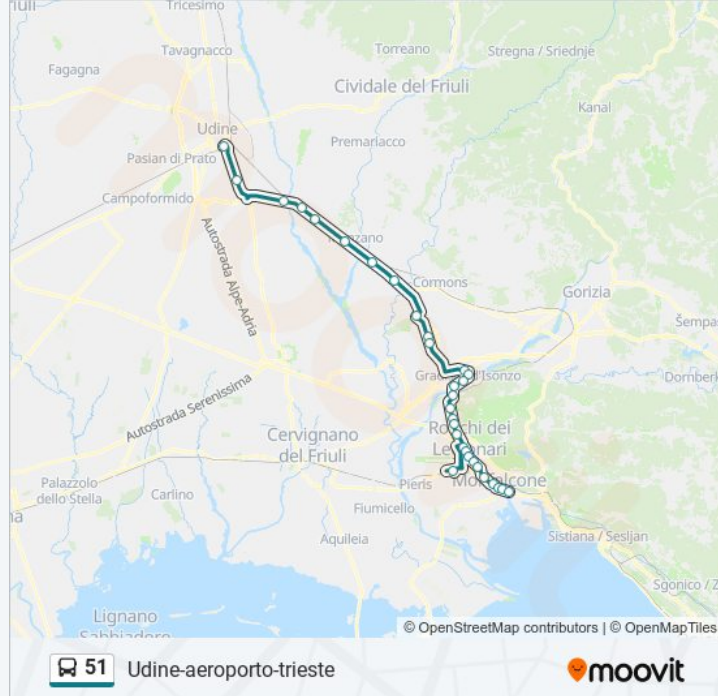 Tricesimo
Tavagnacco
Torreano
Stregna / Sriednje
Fagagna
Cividale del Friuli
Kanal
Udine
Premariacco
Pasian di Prato
Campoformido
Autostrada Alpe-Adria
Cormons
Gorizia
Šempas
Dornberk
Autostrada Serenissima
Cervignano
del Friuli
Palazzolo
dello Stella
Carlino
Pieris
Monfalcone
Fiumicello
Aquileia
Sistiana / Sesljan
Sgonico / Z
Lignano
Sabbiadoro
© OpenStreetMap contributors | © OpenMapTiles
51 Udine-aeroporto-trieste
moovit